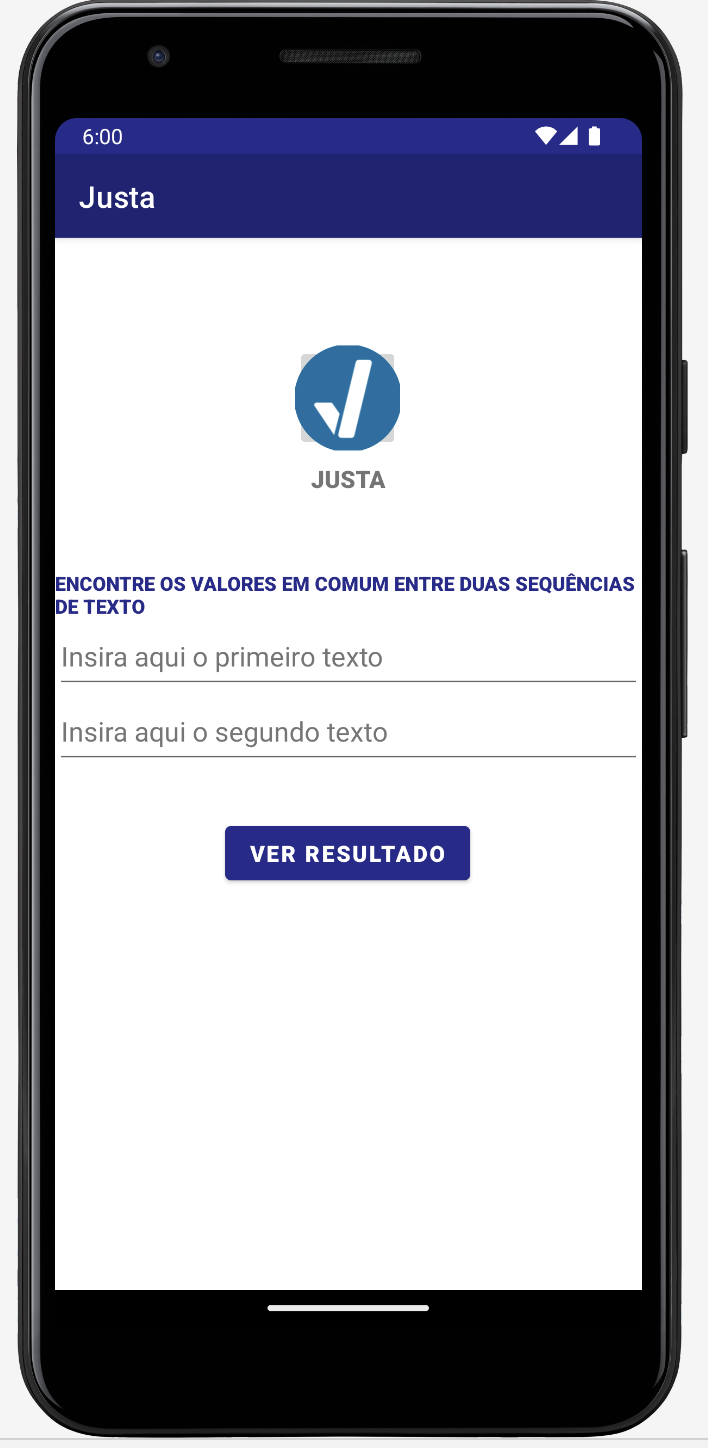 6:00
Justa
JUSTA
ENCONTRE OS VALORES EM COMUM ENTRE DUAS SEQUÊNCIAS
DE TEXTO
Insira aqui o primeiro texto
Insira aqui o segundo texto
VER RESULTADO